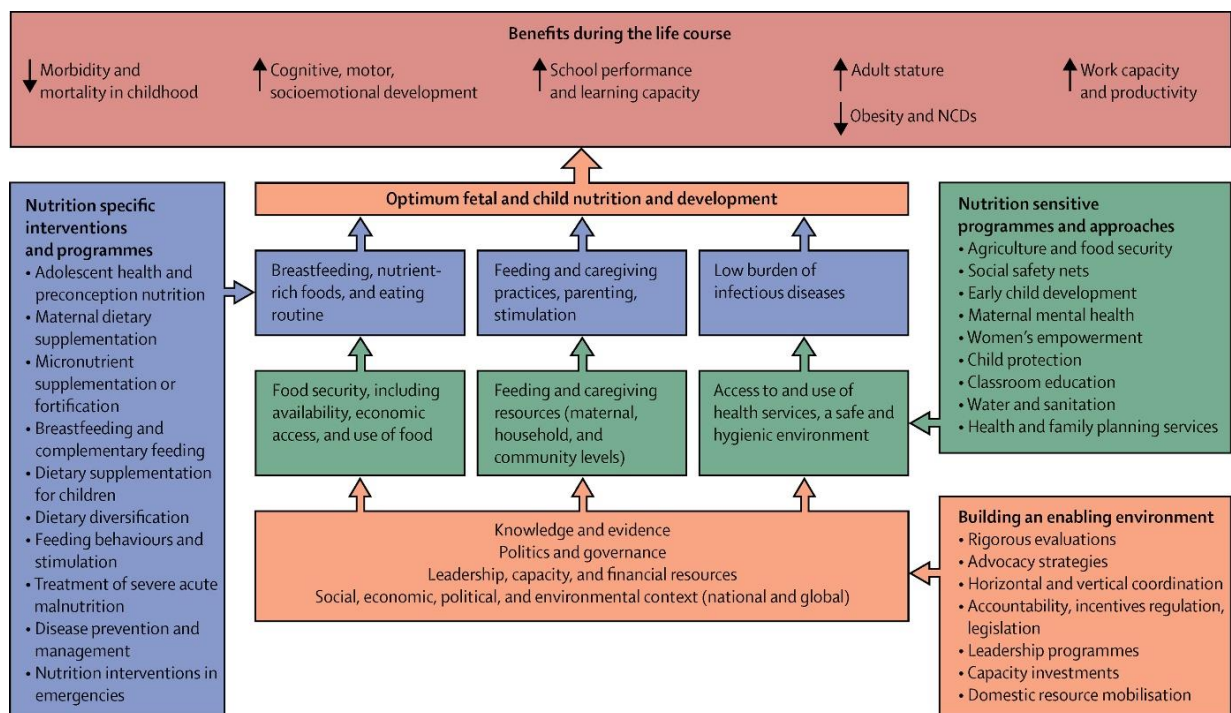 Benefits during the life course
Morbidity and
mortality in childhood
Cognitive, motor,
socioemotional development
School performance
and learning capacity
Adult stature
Obesity and NCDs
Work capacity
and productivity
Nutrition specific
interventions
and programmes
• Adolescent health and
preconception nutrition
• Maternal dietary
supplementation
• Micronutrient
supplementation or
fortification
• Breastfeeding and
complementary feeding
• Dietary supplementation
for children
• Dietary diversification
• Feeding behaviours and
stimulation
• Treatment of severe acute
malnutrition
• Disease prevention and
management
• Nutrition interventions in
emergencies
Optimum fetal and child nutrition and development
Breastfeeding, nutrient-
rich foods, and eating
routine
Feeding and caregiving
practices, parenting,
stimulation
Low burden of
infectious diseases
Food security, including
availability, economic
access, and use of food
Feeding and caregiving
resources (maternal,
household, and
community levels)
Access to and use of
health services, a safe and
hygienic environment
Knowledge and evidence
Politics and governance
Leadership, capacity, and financial resources
Social, economic, political, and environmental context (national and global)
Nutrition sensitive
programmes and approaches
• Agriculture and food security
• Social safety nets
• Early child development
• Maternal mental health
• Women's empowerment
• Child protection
• Classroom education
• Water and sanitation
• Health and family planning services
Building an enabling environment
• Rigorous evaluations
• Advocacy strategies
• Horizontal and vertical coordination
• Accountability, incentives regulation,
legislation
• Leadership programmes
• Capacity investments
• Domestic resource mobilisation